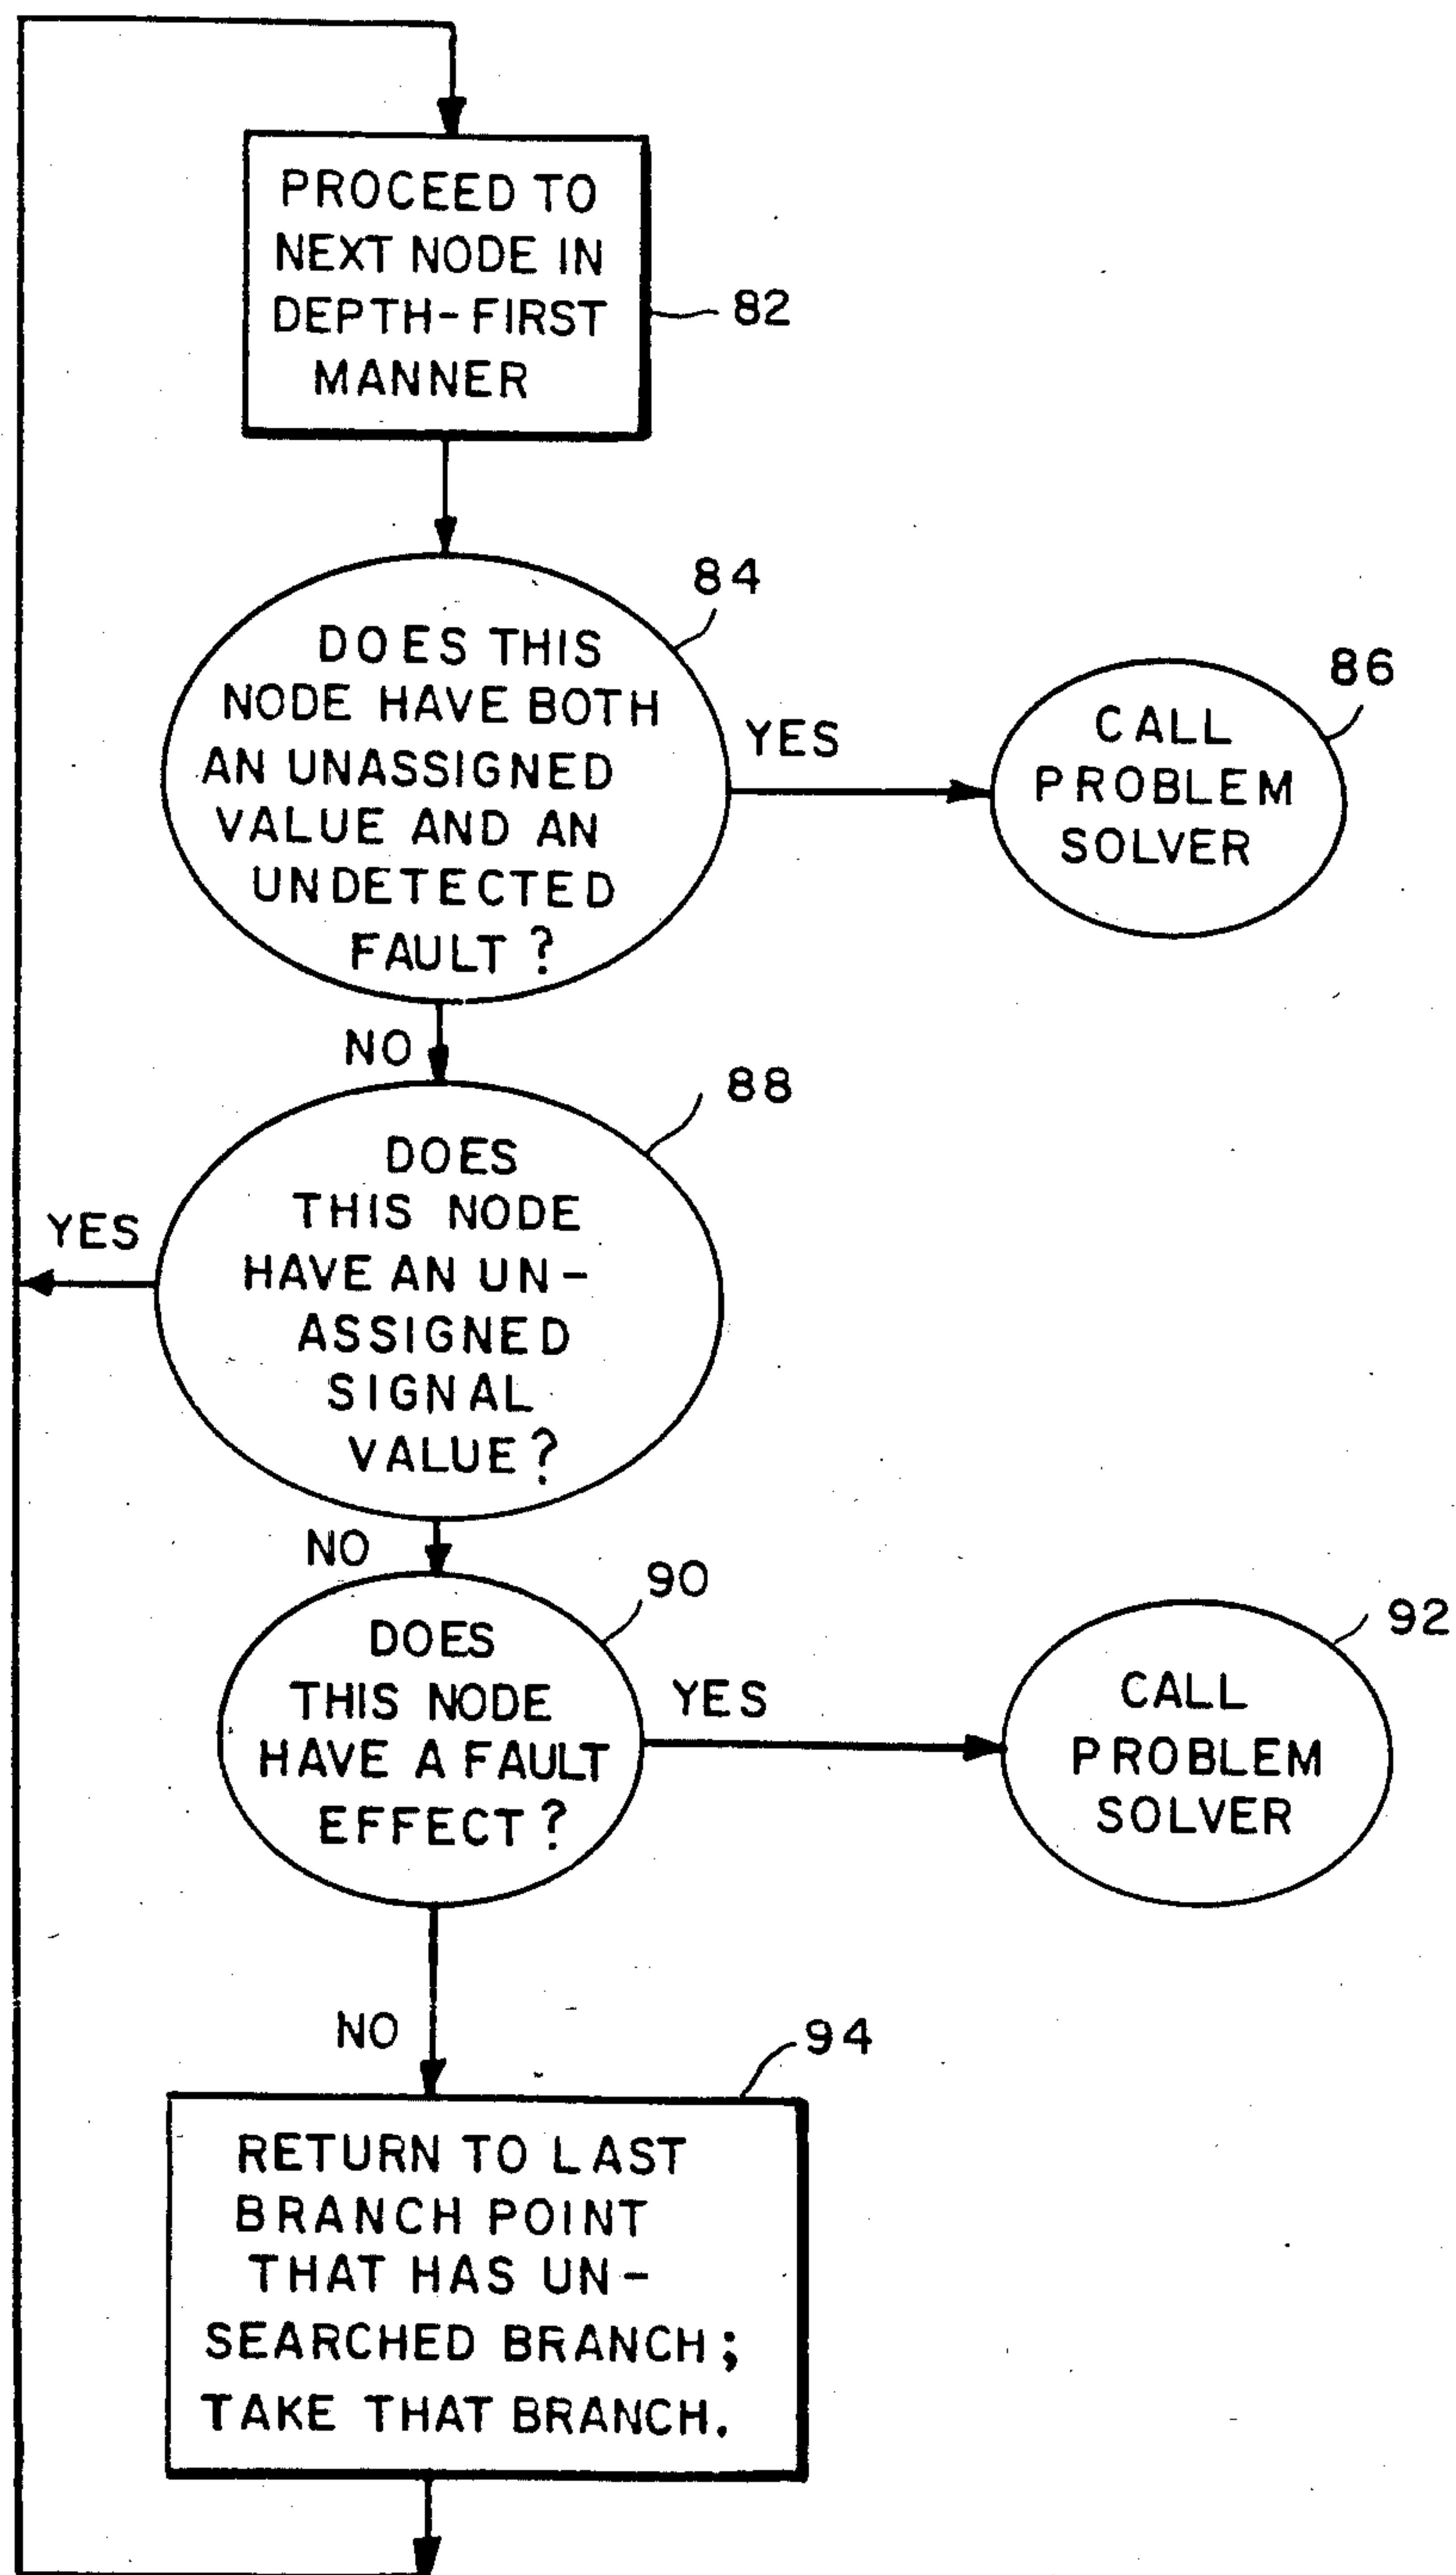 PROCEED TO
NEXT NODE IN
DEPTH-FIRST
MANNER
82
84
DOES THIS
NODE HAVE BOTH
AN UNASSIGNED
VALUE AND AN
UNDETECTED
FAULT?
YES
86
CALL
PROBLEM
SOLVER
NO
88
DOES
THIS NODE
HAVE AN UN-
ASSIGNED
SIGNAL
VALUE?
YES
NO
90
DOES
THIS NODE
HAVE A FAULT
EFFECT?
YES
92
CALL
PROBLEM
SOLVER
NO
94
RETURN TO LAST
BRANCH POINT
THAT HAS UN-
SEARCHED BRANCH;
TAKE THAT BRANCH.